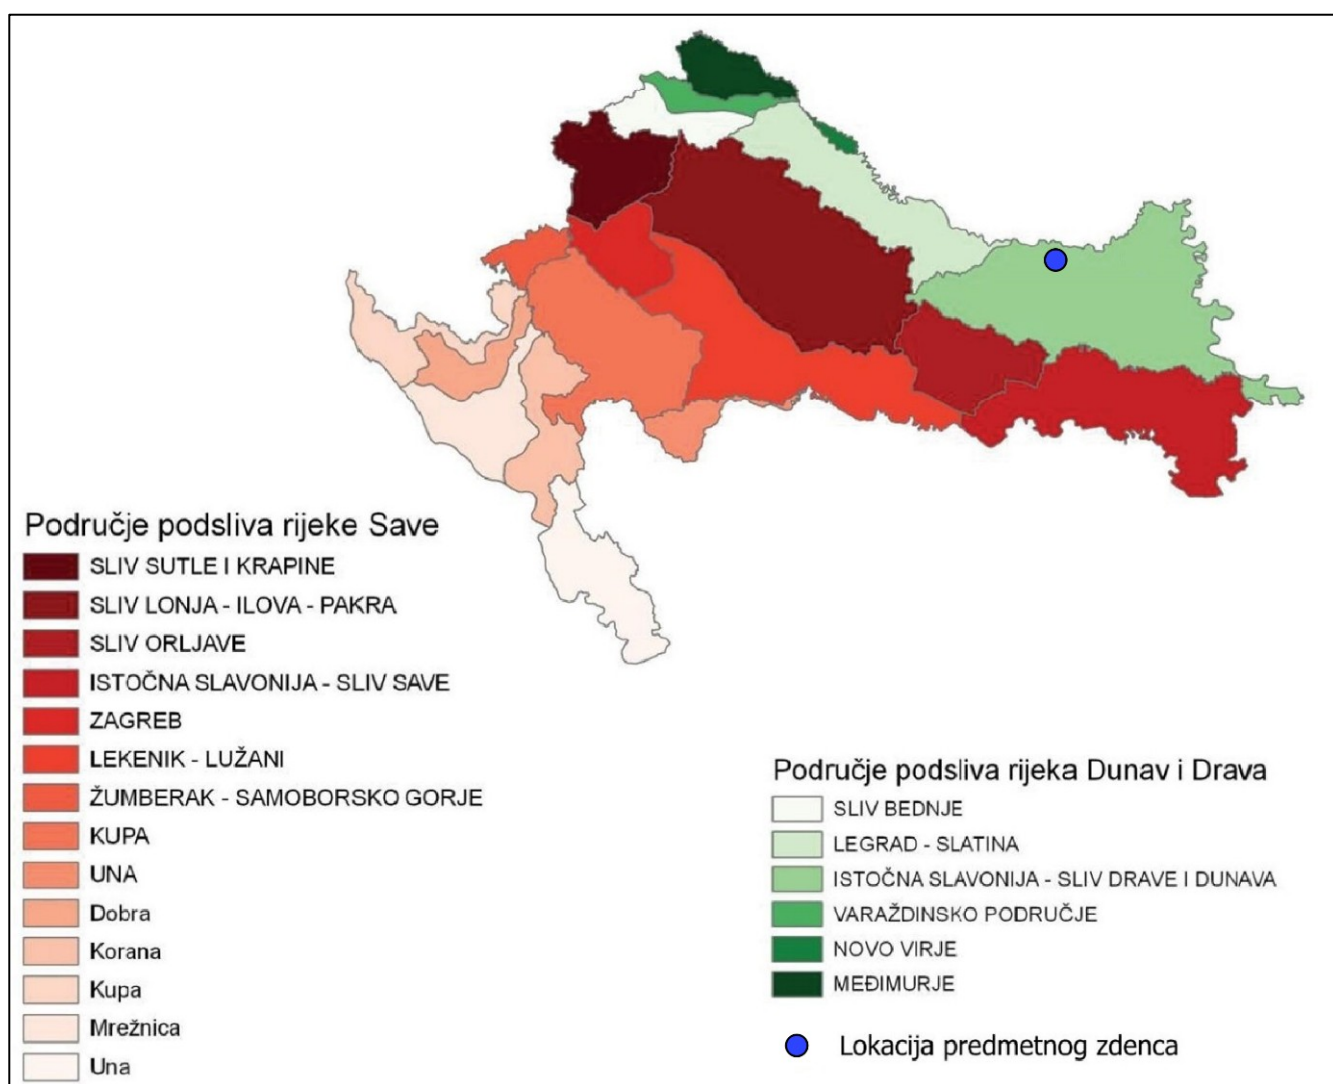 Područje podsliva rijeke Save
SLIV SUTLE I KRAPINE
SLIV LONJA - ILOVA - PAKRA
SLIV ORLJAVE
ISTOČNA SLAVONIJA - SLIV SAVE
ZAGREB
LEKENIK - LUŽANI
ŽUMBERAK - SAMOBORSKO GORJE
KUPA
UNA
Dobra
Korana
Kupa
Mrežnica
Una
Područje podsliva rijeka Dunav i Drava
SLIV BEDNJE
LEGRAD - SLATINA
ISTOČNA SLAVONIJA - SLIV DRAVE I DUNAVA
VARAŽDINSKO PODRUČJE
NOVO VIRJE
MEĐIMURJE
Lokacija predmetnog zdenca